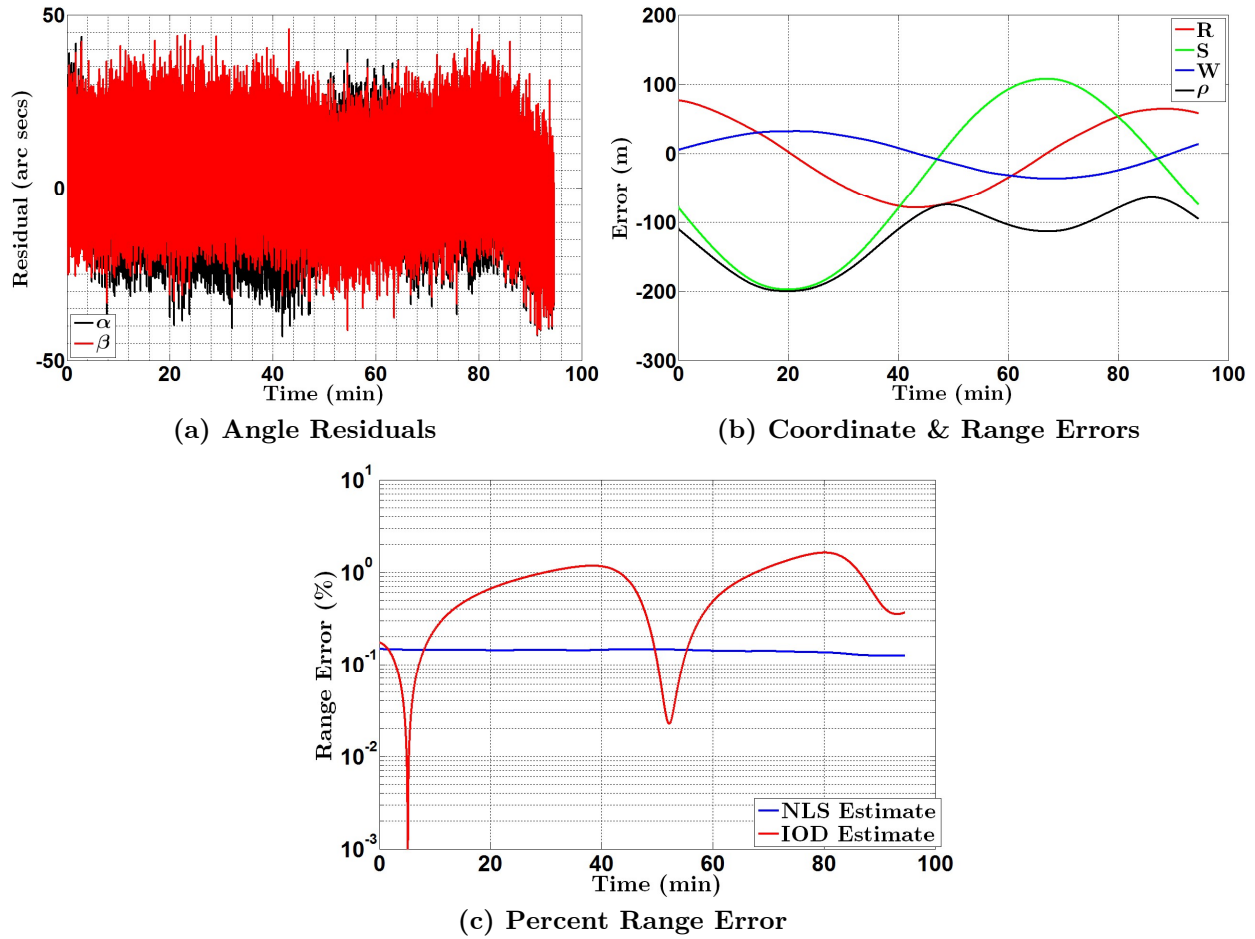 50
0
-50
0
20
40
60
80
100
Residual (arc secs)
Time (min)
α
β
(a) Angle Residuals
200
100
0
-100
-200
-300
0
20
40
60
80
100
Error (m)
Time (min)
R
S
W
ρ
(b) Coordinate & Range Errors
10^1
10^0
10^-1
10^-2
10^-3
0
20
40
60
80
100
Range Error (%)
Time (min)
NLS Estimate
IOD Estimate
(c) Percent Range Error